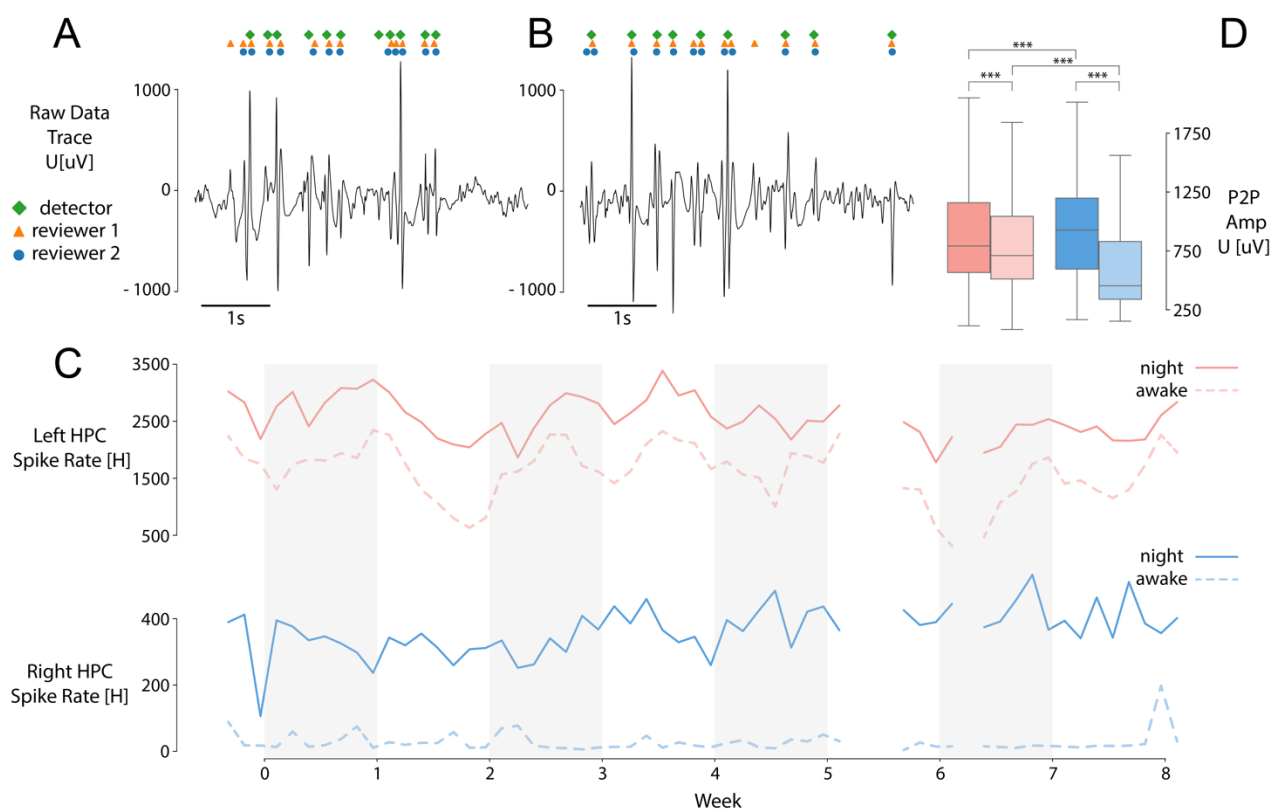 A
B
D
Raw Data
Trace
U[uV]
1000
0
- 1000
detector
reviewer 1
reviewer 2
1s
1000
0
- 1000
1s
***
***
***
***
1750
1250
750
250
P2P
Amp
U [uV]
C
Left HPC
Spike Rate [H]
3500
2500
1500
500
night
awake
Right HPC
Spike Rate [H]
400
200
0
night
awake
0 1 2 3 4 5 6 7 8
Week